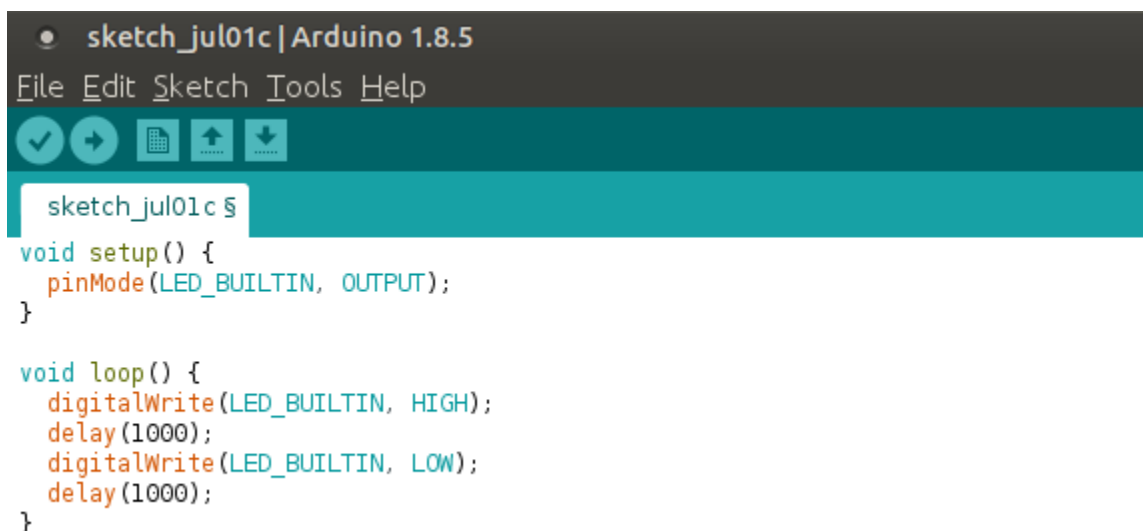 sketch_jul01c | Arduino 1.8.5
File Edit Sketch Tools Help
sketch_jul01c §
void setup() {
  pinMode(LED_BUILTIN, OUTPUT);
}

void loop() {
  digitalWrite(LED_BUILTIN, HIGH);
  delay(1000);
  digitalWrite(LED_BUILTIN, LOW);
  delay(1000);
}